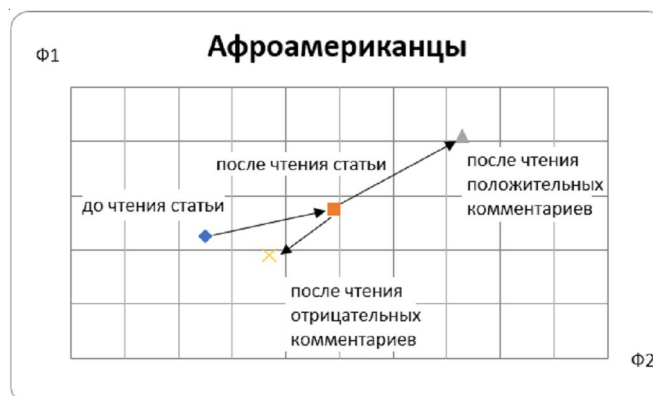 Афроамериканцы
Ф1
после чтения статьи
после чтения
положительных
комментариев
до чтения статьи
после чтения
отрицательных
комментариев
Ф2